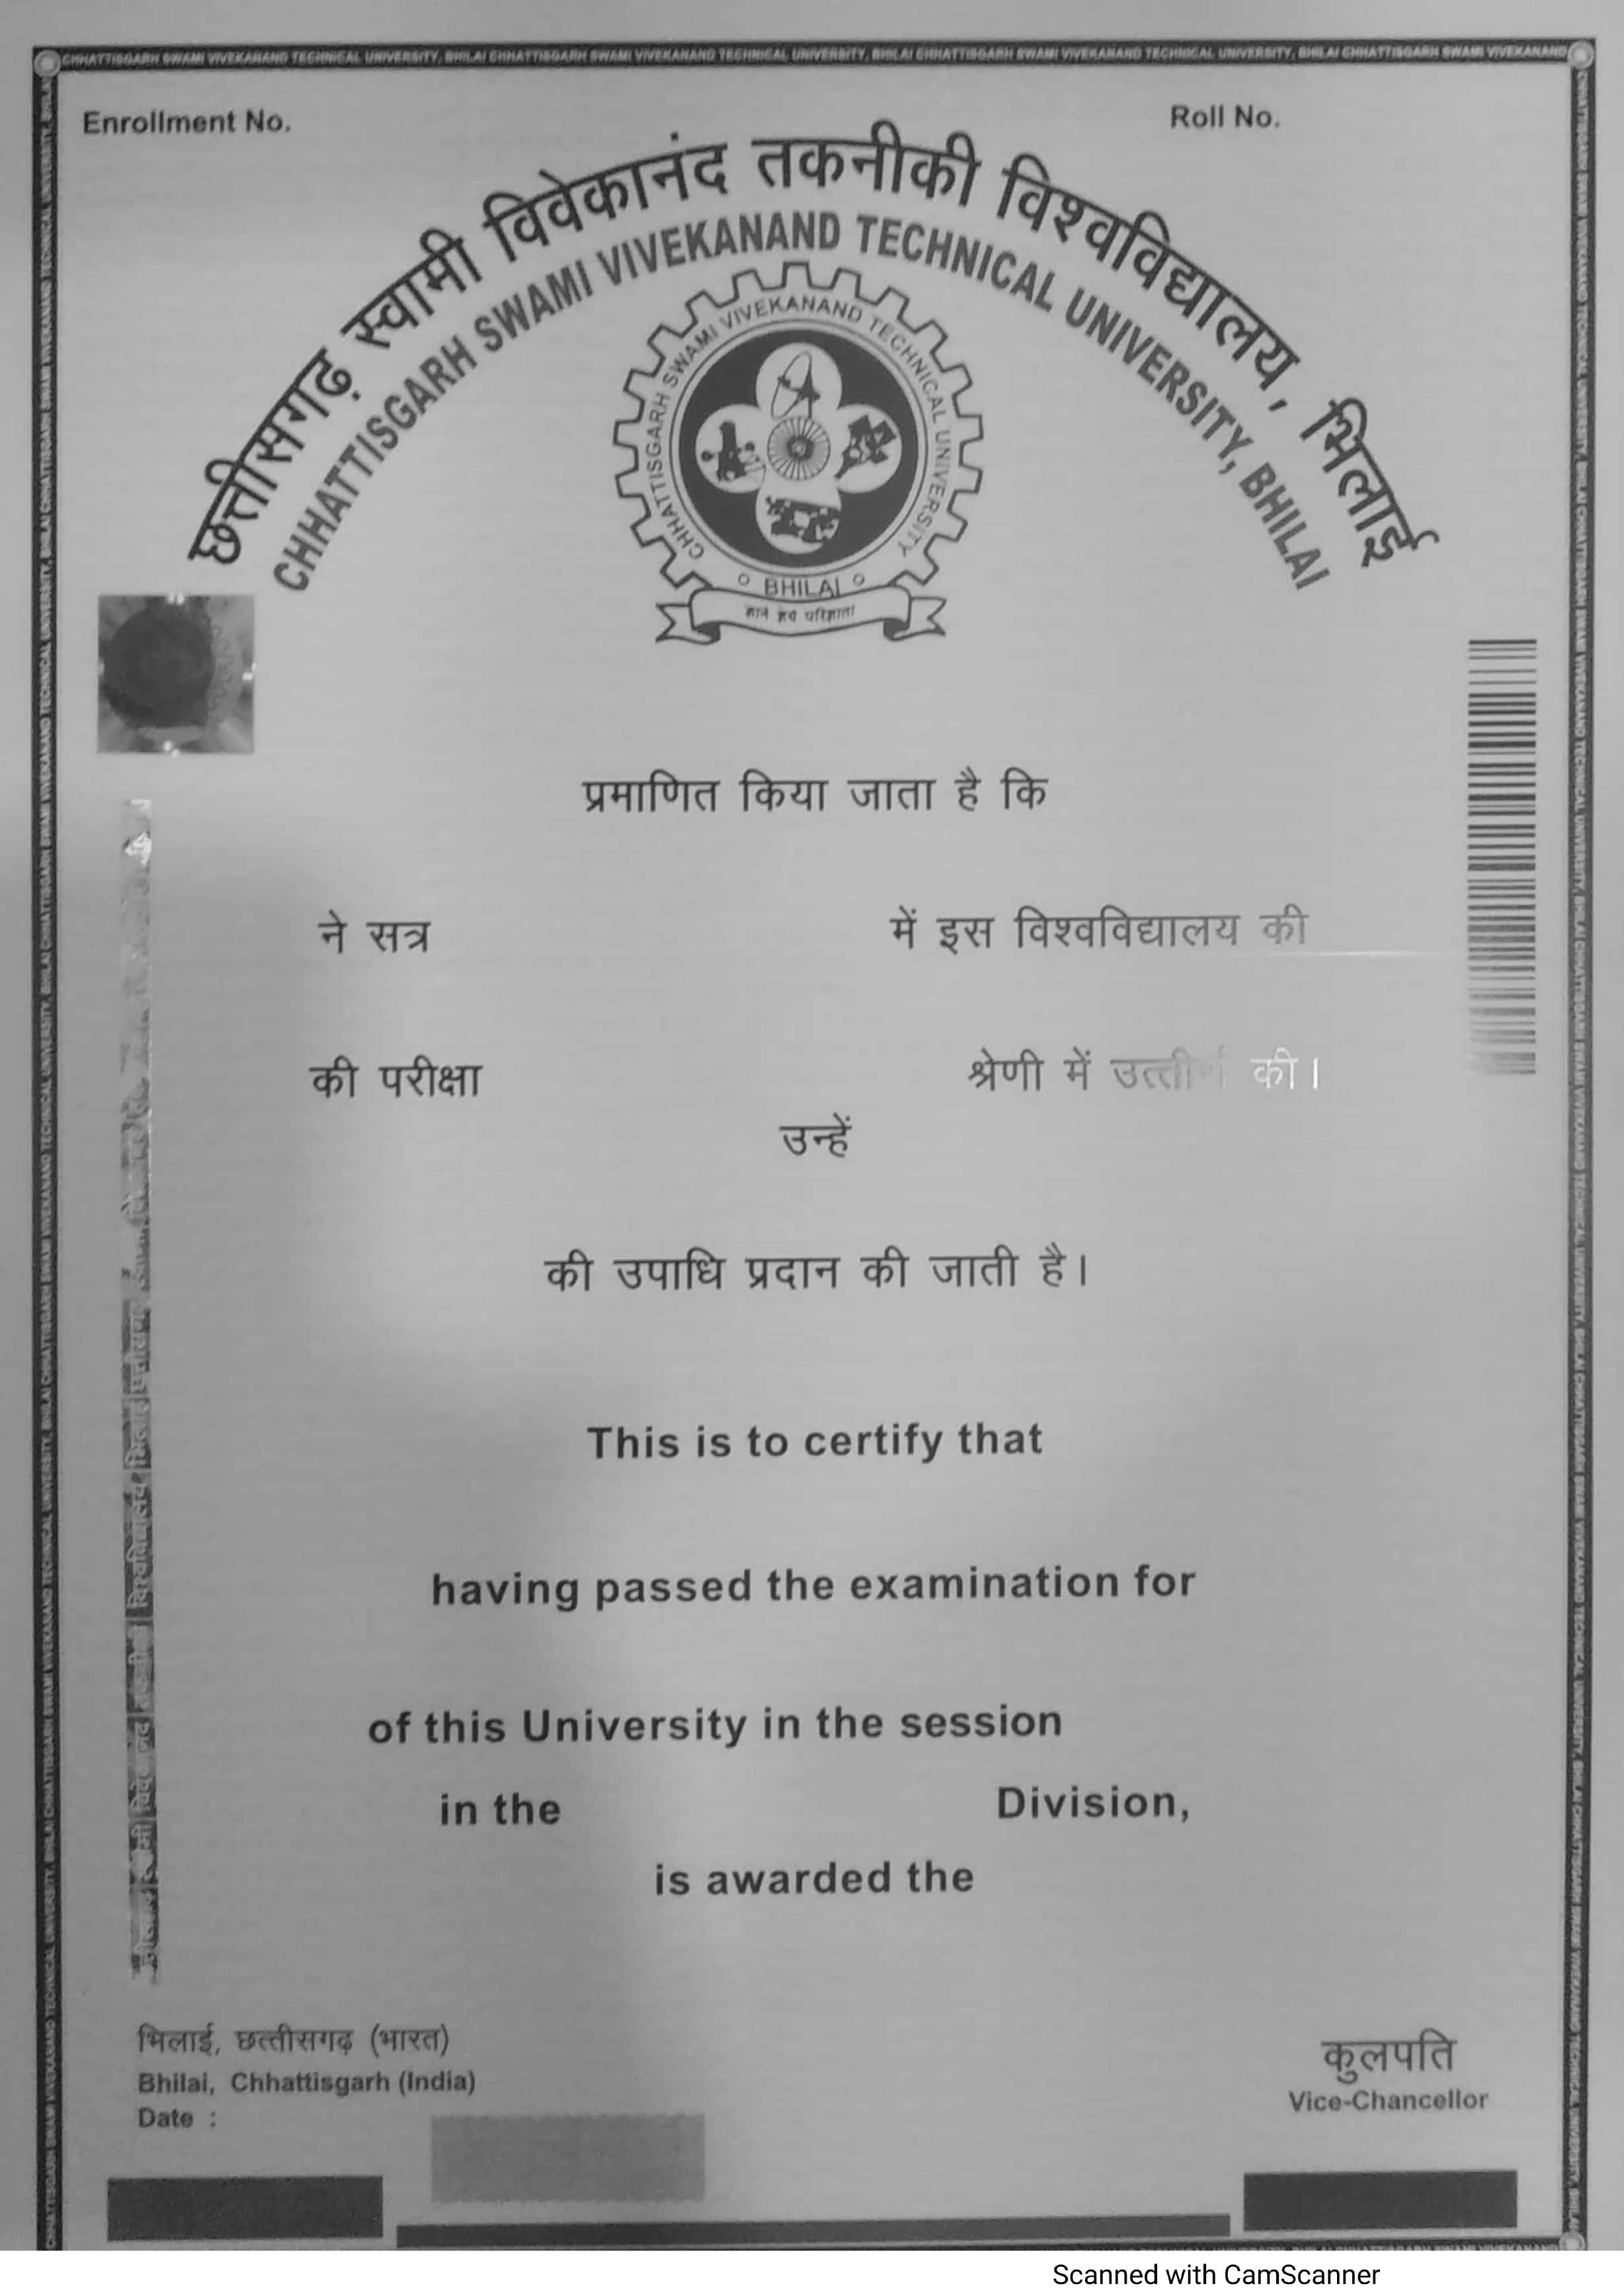 CHHATTISGARH SWAMI VIVEKANAND TECHNICAL UNIVERSITY, BHILAI CHHATTISGARH SWAMI VIVEKANAND TECHNICAL UNIVERSITY, BHILAI CHHATTISGARH SWAMI VIVEKANAND TECHNICAL UNIVERSITY, BHILAI CHHATTISGARH SWAMI VIVEKANAND
Enrollment No.
Roll No.
छत्तीसगढ़ स्वामी विवेकानंद तकनीकी विश्वविद्यालय, भिलाई
CHHATTISGARH SWAMI VIVEKANAND TECHNICAL UNIVERSITY, BHILAI
CHHATTISGARH SWAMI VIVEKANAND TECHNICAL UNIVERSITY
BHILAI
प्रमाणित किया जाता है कि
ने सत्र में इस विश्वविद्यालय की
की परीक्षा श्रेणी में उत्तीर्ण की।
उन्हें
की उपाधि प्रदान की जाती है।
This is to certify that
having passed the examination for
of this University in the session
in the Division,
is awarded the
भिलाई, छत्तीसगढ़ (भारत)
Bhilai, Chhattisgarh (India)
Date :
कुलपति
Vice-Chancellor
Scanned with CamScanner